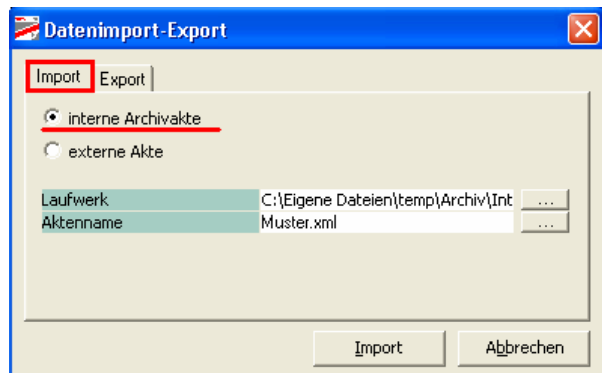 Datenimport-Export
Import Export
interne Archivakte
externe Akte
Laufwerk C:\Eigene Dateien\temp\Archiv\Int ...
Aktenname Muster.xml ...
Import Abbrechen